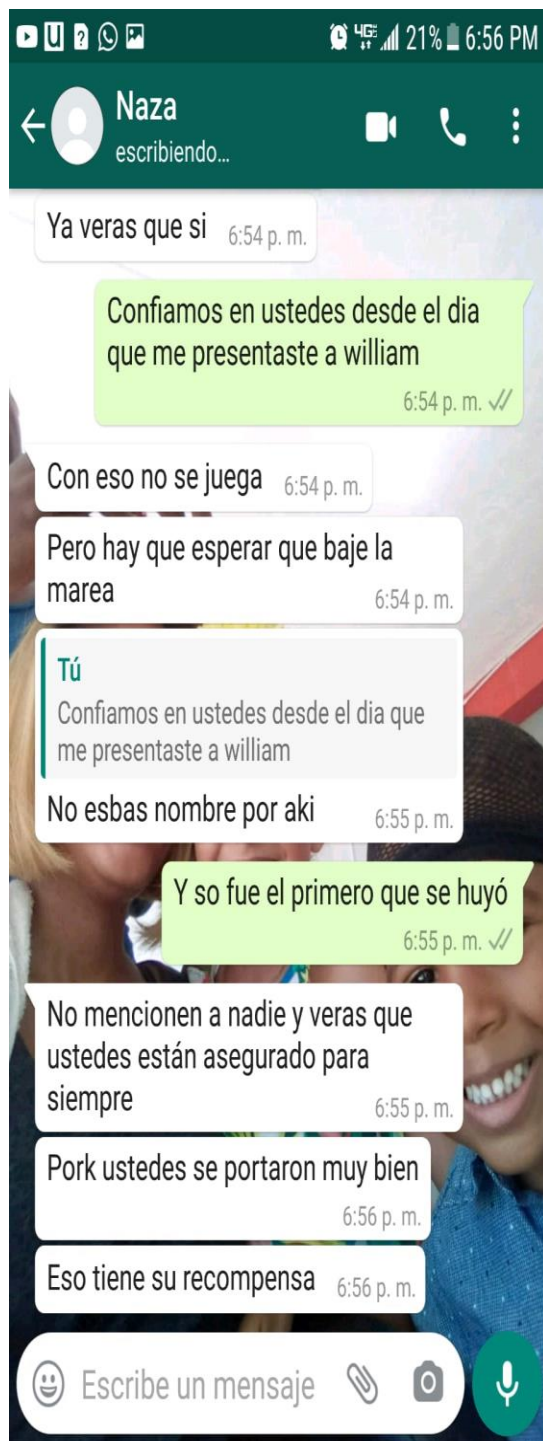 U ? 4GE 21% 6:56 PM
Naza
escribiendo...
Ya veras que si 6:54 p. m.
Confiamos en ustedes desde el dia
que me presentaste a william
6:54 p. m.
Con eso no se juega 6:54 p. m.
Pero hay que esperar que baje la
marea 6:54 p. m.
Tú
Confiamos en ustedes desde el dia que
me presentaste a william
No esbas nombre por aki 6:55 p. m.
Y so fue el primero que se huyó
6:55 p. m.
No mencionen a nadie y veras que
ustedes están asegurado para
siempre 6:55 p. m.
Pork ustedes se portaron muy bien
6:56 p. m.
Eso tiene su recompensa 6:56 p. m.
Escribe un mensaje